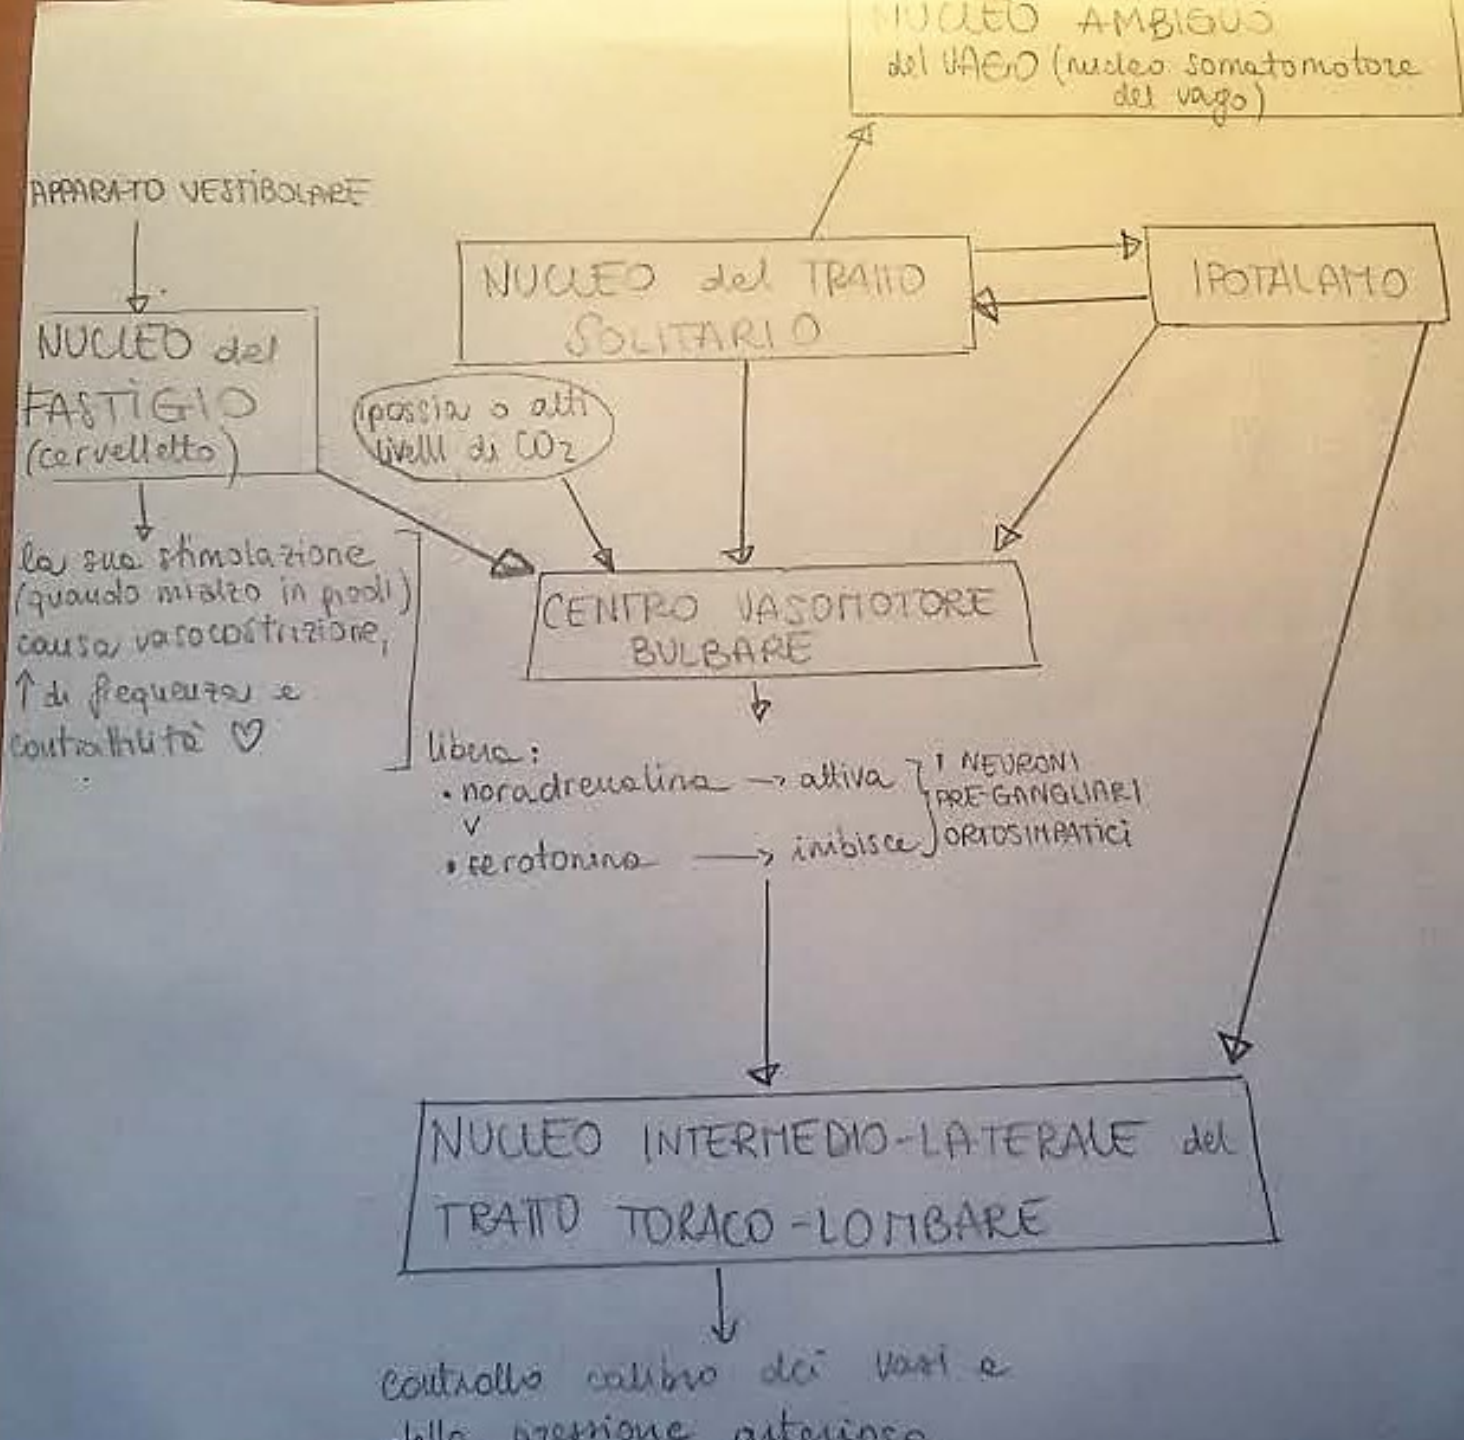 NUCLEO AMBIGUO
del VAGO (nucleo somatomotore
del vago)
APPARATO VESTIBOLARE
NUCLEO del TRATTO
SOLITARIO
IPOTALAMO
NUCLEO del
FASTIGIO
(cervelletto)
ipossia o alti
livelli di CO2
la sua stimolazione
(quando mi alzo in piedi)
causa vasocostrizione,
↑ di frequenza e
contrattilità ♡
CENTRO VASOMOTORE
BULBARE
libera:
• noradrenalina → attiva
v
• serotonina → inibisce
I NEURONI
PRE-GANGLIARI
ORTOSIMPATICI
NUCLEO INTERMEDIO-LATERALE del
TRATTO TORACO-LOMBARE
controllo calibro dei vasi e
della pressione arteriosa